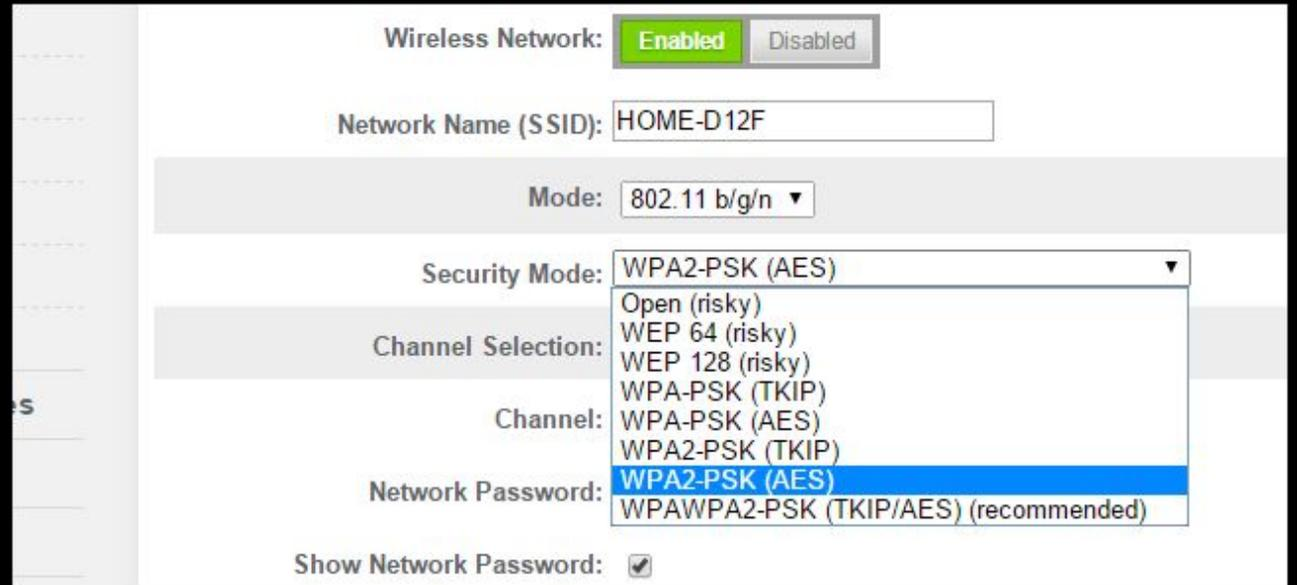 Wireless Network: Enabled Disabled
Network Name (SSID): HOME-D12F
Mode: 802.11 b/g/n
Security Mode: WPA2-PSK (AES)
Open (risky)
WEP 64 (risky)
WEP 128 (risky)
WPA-PSK (TKIP)
WPA-PSK (AES)
WPA2-PSK (TKIP)
WPA2-PSK (AES)
WPAWPA2-PSK (TKIP/AES) (recommended)
Channel Selection:
es
Channel:
Network Password:
Show Network Password: